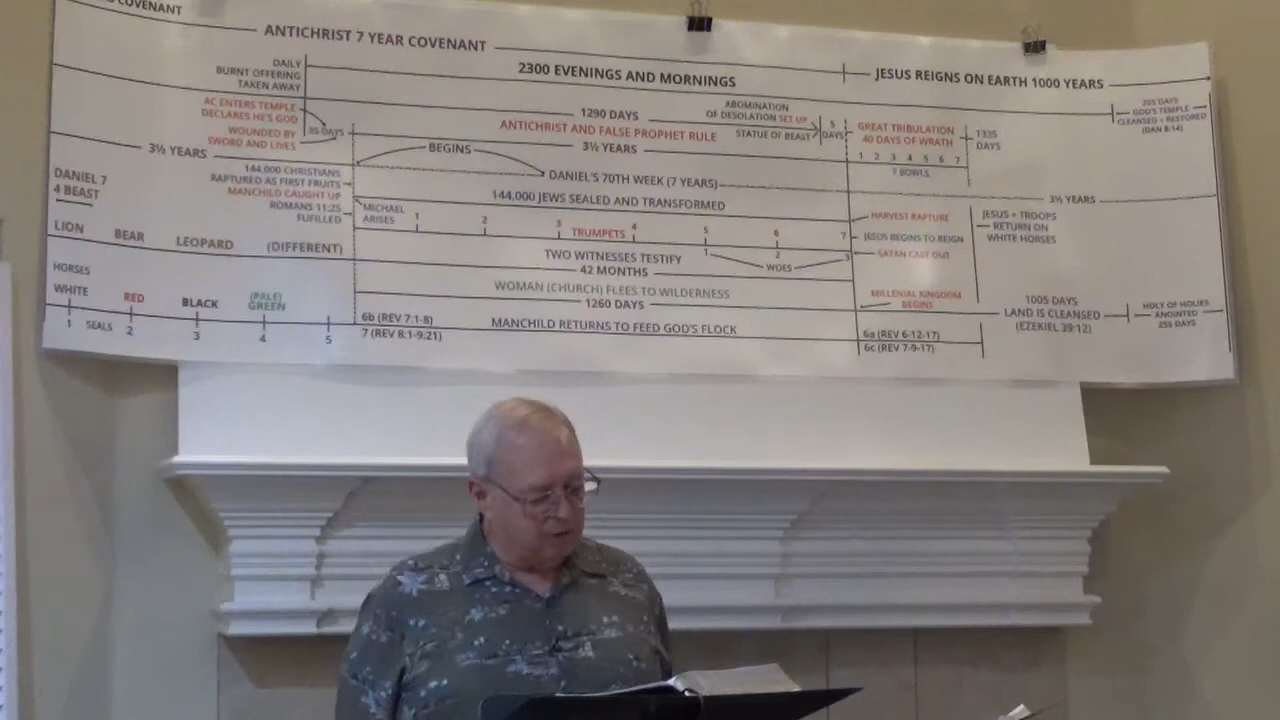 COVENANT
ANTICHRIST 7 YEAR COVENANT
DAILY
BURNT OFFERING
TAKEN AWAY
2300 EVENINGS AND MORNINGS
JESUS REIGNS ON EARTH 1000 YEARS
AC ENTERS TEMPLE
DECLARES HE'S GOD
WOUNDED BY
SWORD AND LIVES
DAYS
1290 DAYS
ANTICHRIST AND FALSE PROPHET RULE
3½ YEARS
ABOMINATION
OF DESOLATION SET UP
STATUE OF BEAST
5
DAYS
GREAT TRIBULATION
40 DAYS OF WRATH
1 2 3 4 5 6 7
7 BOWLS
1335
DAYS
255 DAYS
GOD'S TEMPLE
CLEANSED + RESTORED
(DAN 8:14)
3½ YEARS
BEGINS
DANIEL'S 70TH WEEK (7 YEARS)
3½ YEARS
144,000 CHRISTIANS
RAPTURED AS FIRST FRUITS
MANCHILD CAUGHT UP
ROMANS 11:25
FUFILLED
144,000 JEWS SEALED AND TRANSFORMED
DANIEL 7
4 BEAST
MICHAEL
ARISES
1 2 3 TRUMPETS 4 5 6 7
HARVEST RAPTURE
JESUS BEGINS TO REIGN
SATAN CAST OUT
JESUS + TROOPS
RETURN ON
WHITE HORSES
LION BEAR LEOPARD (DIFFERENT)
TWO WITNESSES TESTIFY
1 2 3
WOES
42 MONTHS
WOMAN (CHURCH) FLEES TO WILDERNESS
1260 DAYS
MILLENIAL KINGDOM
BEGINS
1005 DAYS
LAND IS CLEANSED
(EZEKIEL 39:12)
HOLY OF HOLIES
ANOINTED
255 DAYS
HORSES
WHITE RED BLACK (PALE)
GREEN
1 SEALS 2 3 4 5
6b (REV 7:1-8)
7 (REV 8:1-9:21)
MANCHILD RETURNS TO FEED GOD'S FLOCK
6a (REV 6-12-17)
6c (REV 7-9-17)